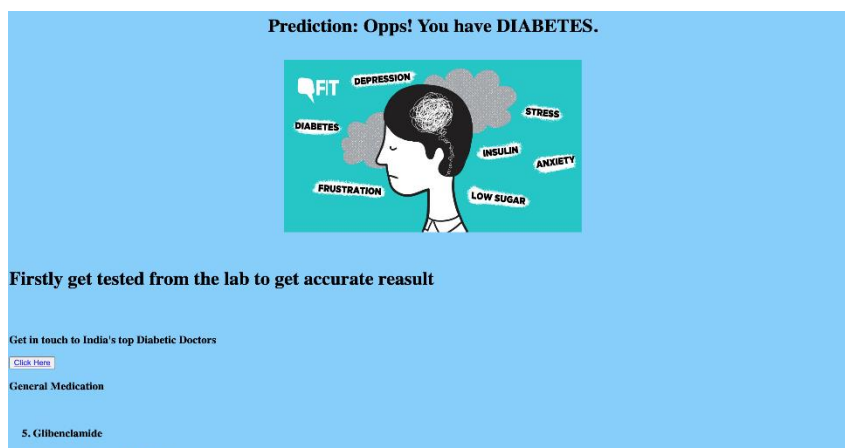 Prediction: Opps! You have DIABETES.
FIT
DEPRESSION
STRESS
DIABETES
INSULIN
ANXIETY
FRUSTRATION
LOW SUGAR
Firstly get tested from the lab to get accurate reasult
Get in touch to India's top Diabetic Doctors
Click Here
General Medication
5. Glibenclamide